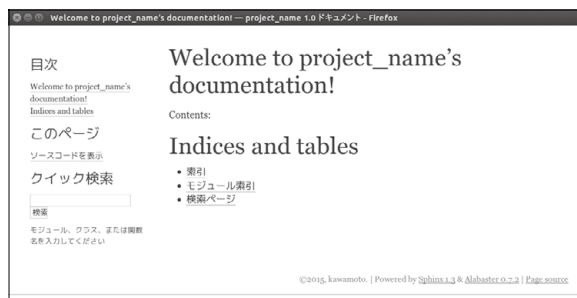 Welcome to project_name's documentation! — project_name 1.0 ドキュメント - Firefox
目次
Welcome to project_name's
documentation!
Indices and tables
このページ
ソースコードを表示
クイック検索
検索
モジュール、クラス、または関数
名を入力してください
Welcome to project_name’s
documentation!
Contents:
Indices and tables
• 索引
• モジュール索引
• 検索ページ
©2015, kawamoto. | Powered by Sphinx 1.3 & Alabaster 0.7.2 | Page source